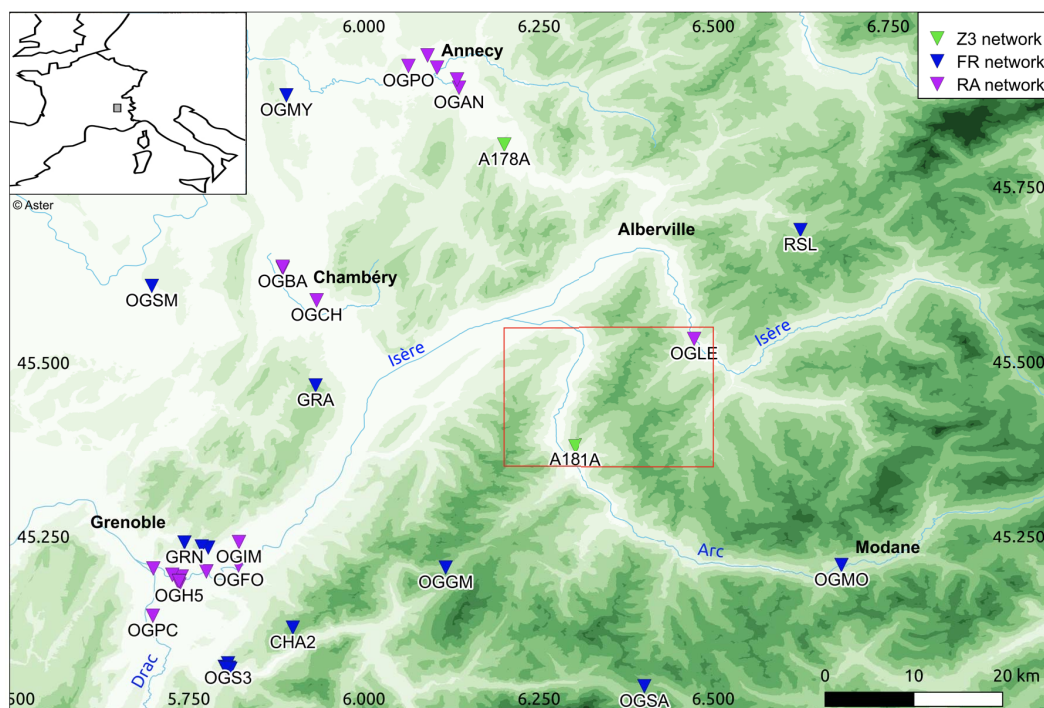 6.000
6.250
6.500
6.750
Z3 network
FR network
RA network
Annecy
OGPO
OGAN
OGMY
A178A
45.750
© Aster
Alberville
RSL
OGBA
Chambéry
OGSM
OGCH
Isère
Isère
OGLE
45.500
45.500
GRA
A181A
Grenoble
45.250
45.250
GRN
OGIM
Arc
Modane
OGFO
OGGM
OGMO
OGH5
OGPC
CHA2
Drac
OGS3
OGSA
500
5.750
6.000
6.250
6.500
0
10
20 km